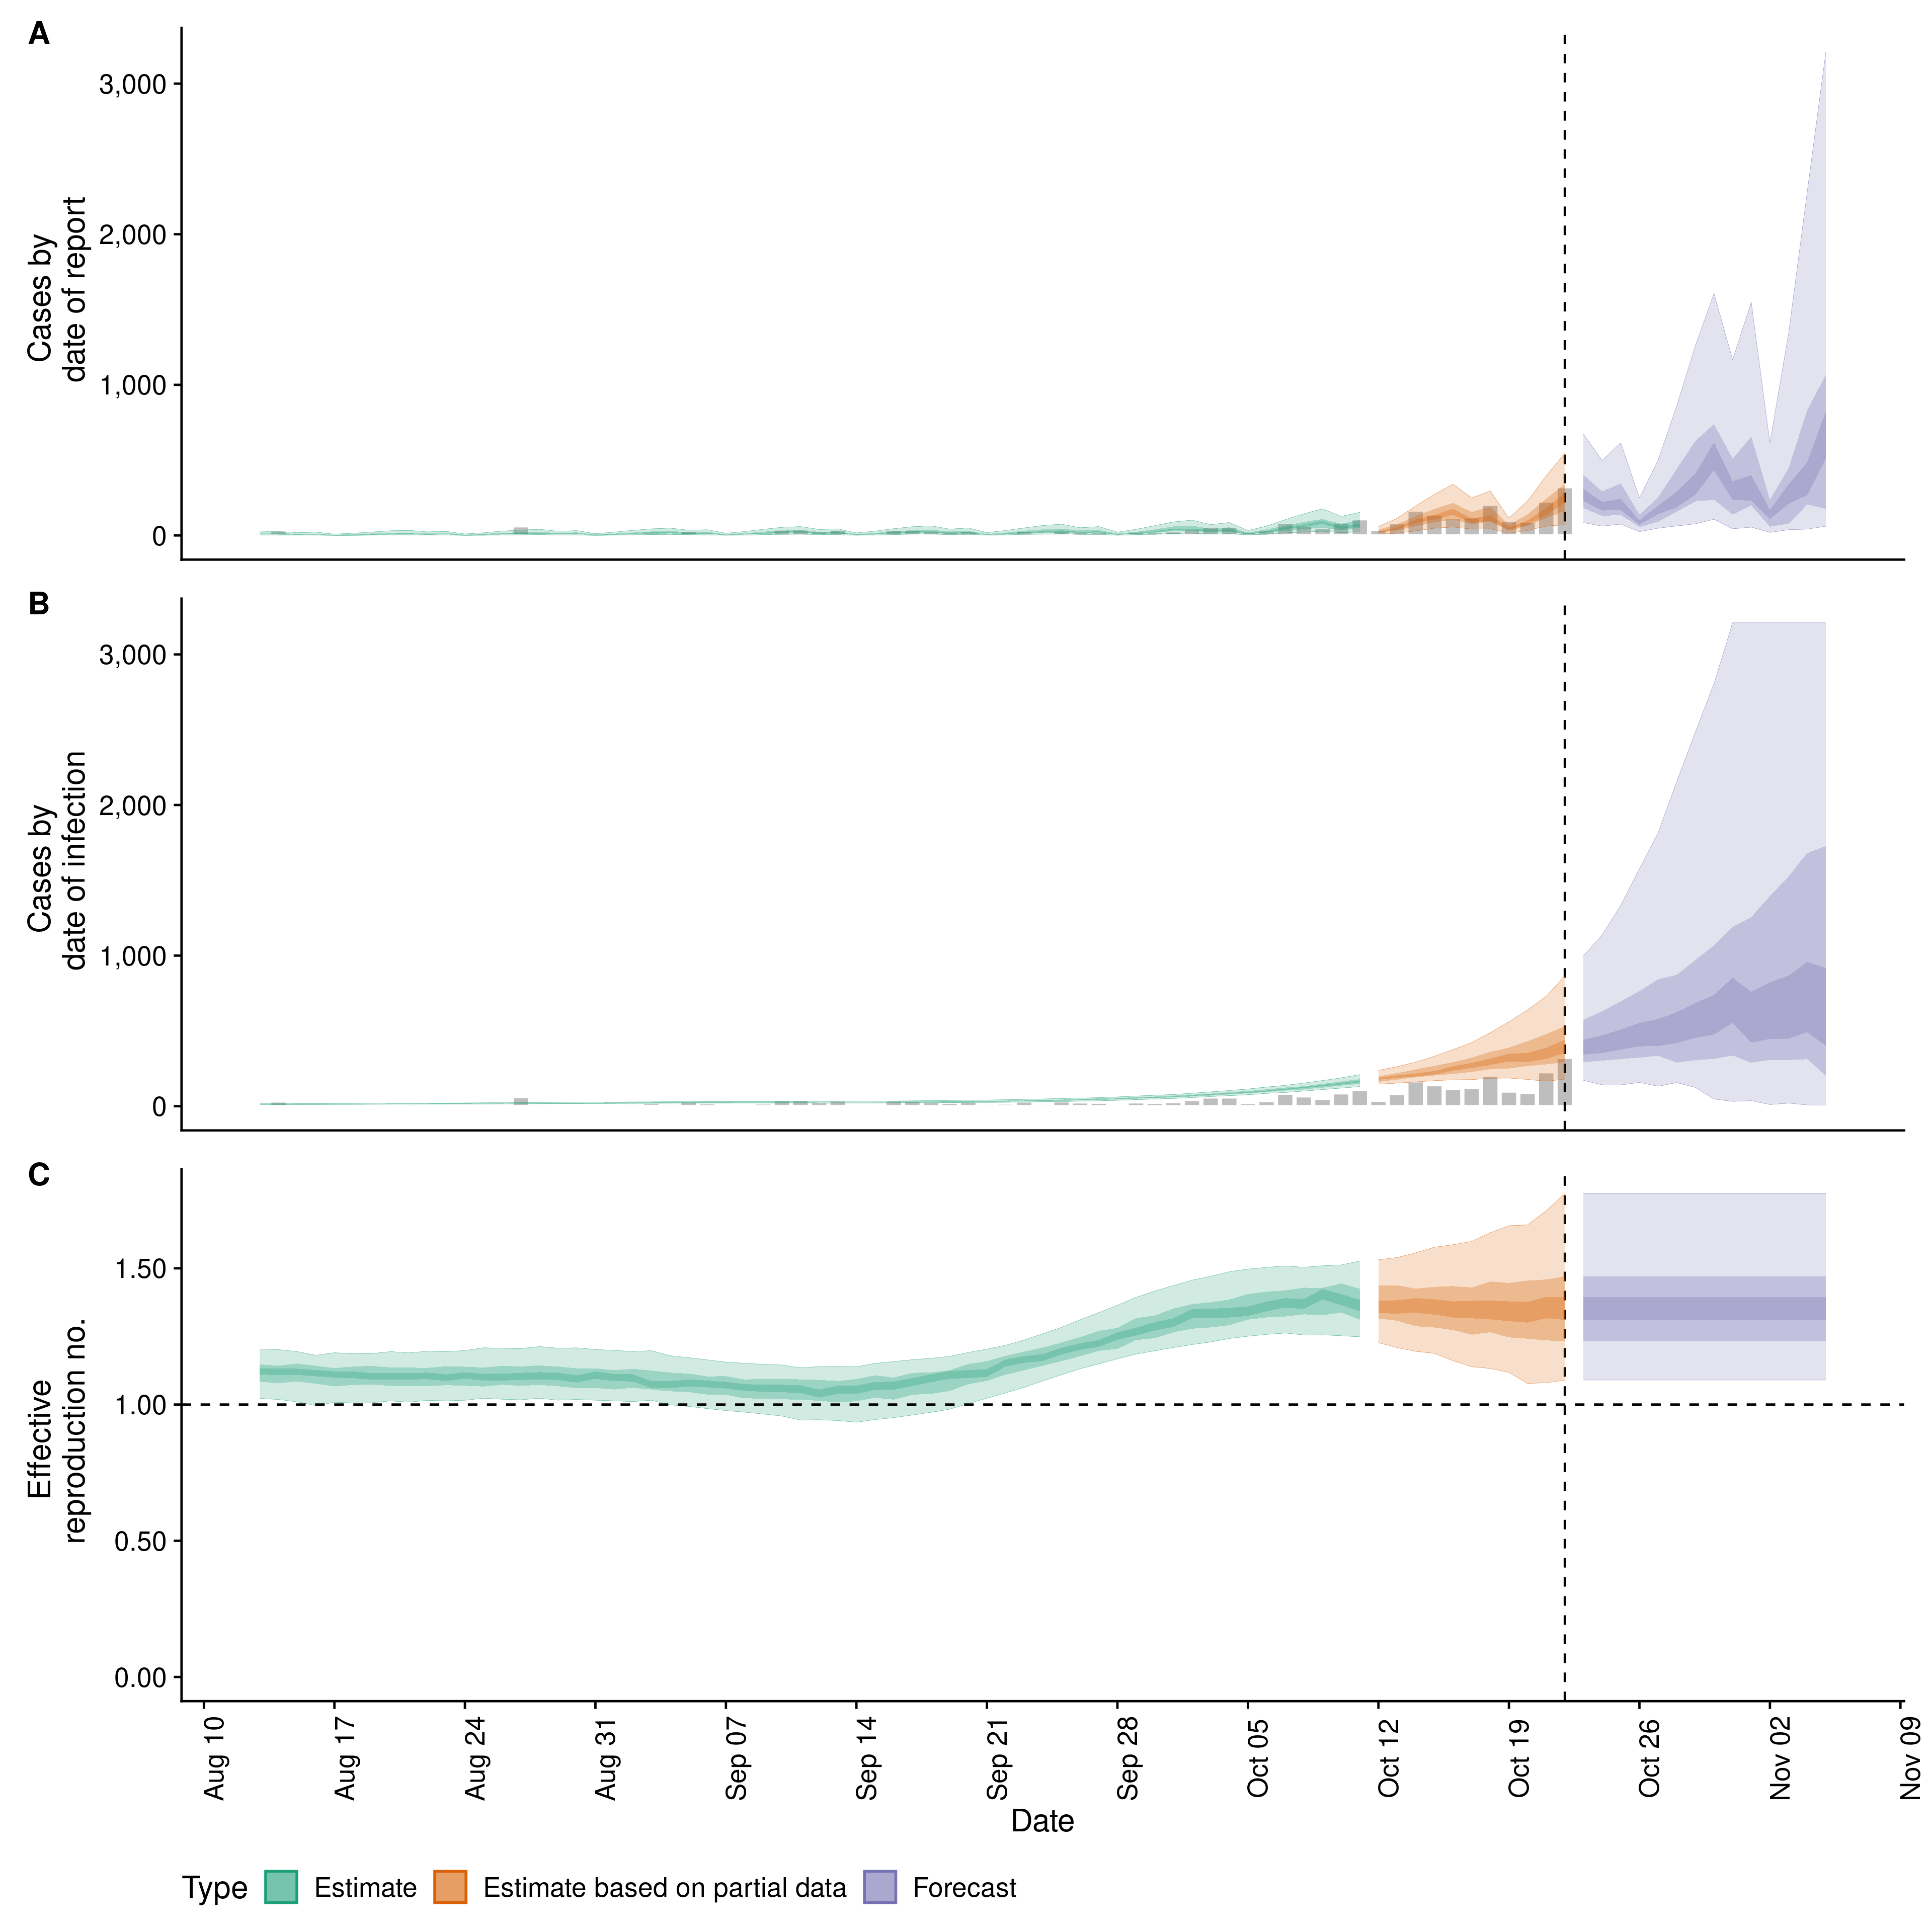 A
3,000
2,000
1,000
0
Cases by
date of report
B
3,000
2,000
1,000
0
Cases by
date of infection
C
1.50
1.00
0.50
0.00
Effective
reproduction no.
Aug 10
Aug 17
Aug 24
Aug 31
Sep 07
Sep 14
Sep 21
Sep 28
Oct 05
Oct 12
Oct 19
Oct 26
Nov 02
Nov 09
Date
Type Estimate Estimate based on partial data Forecast